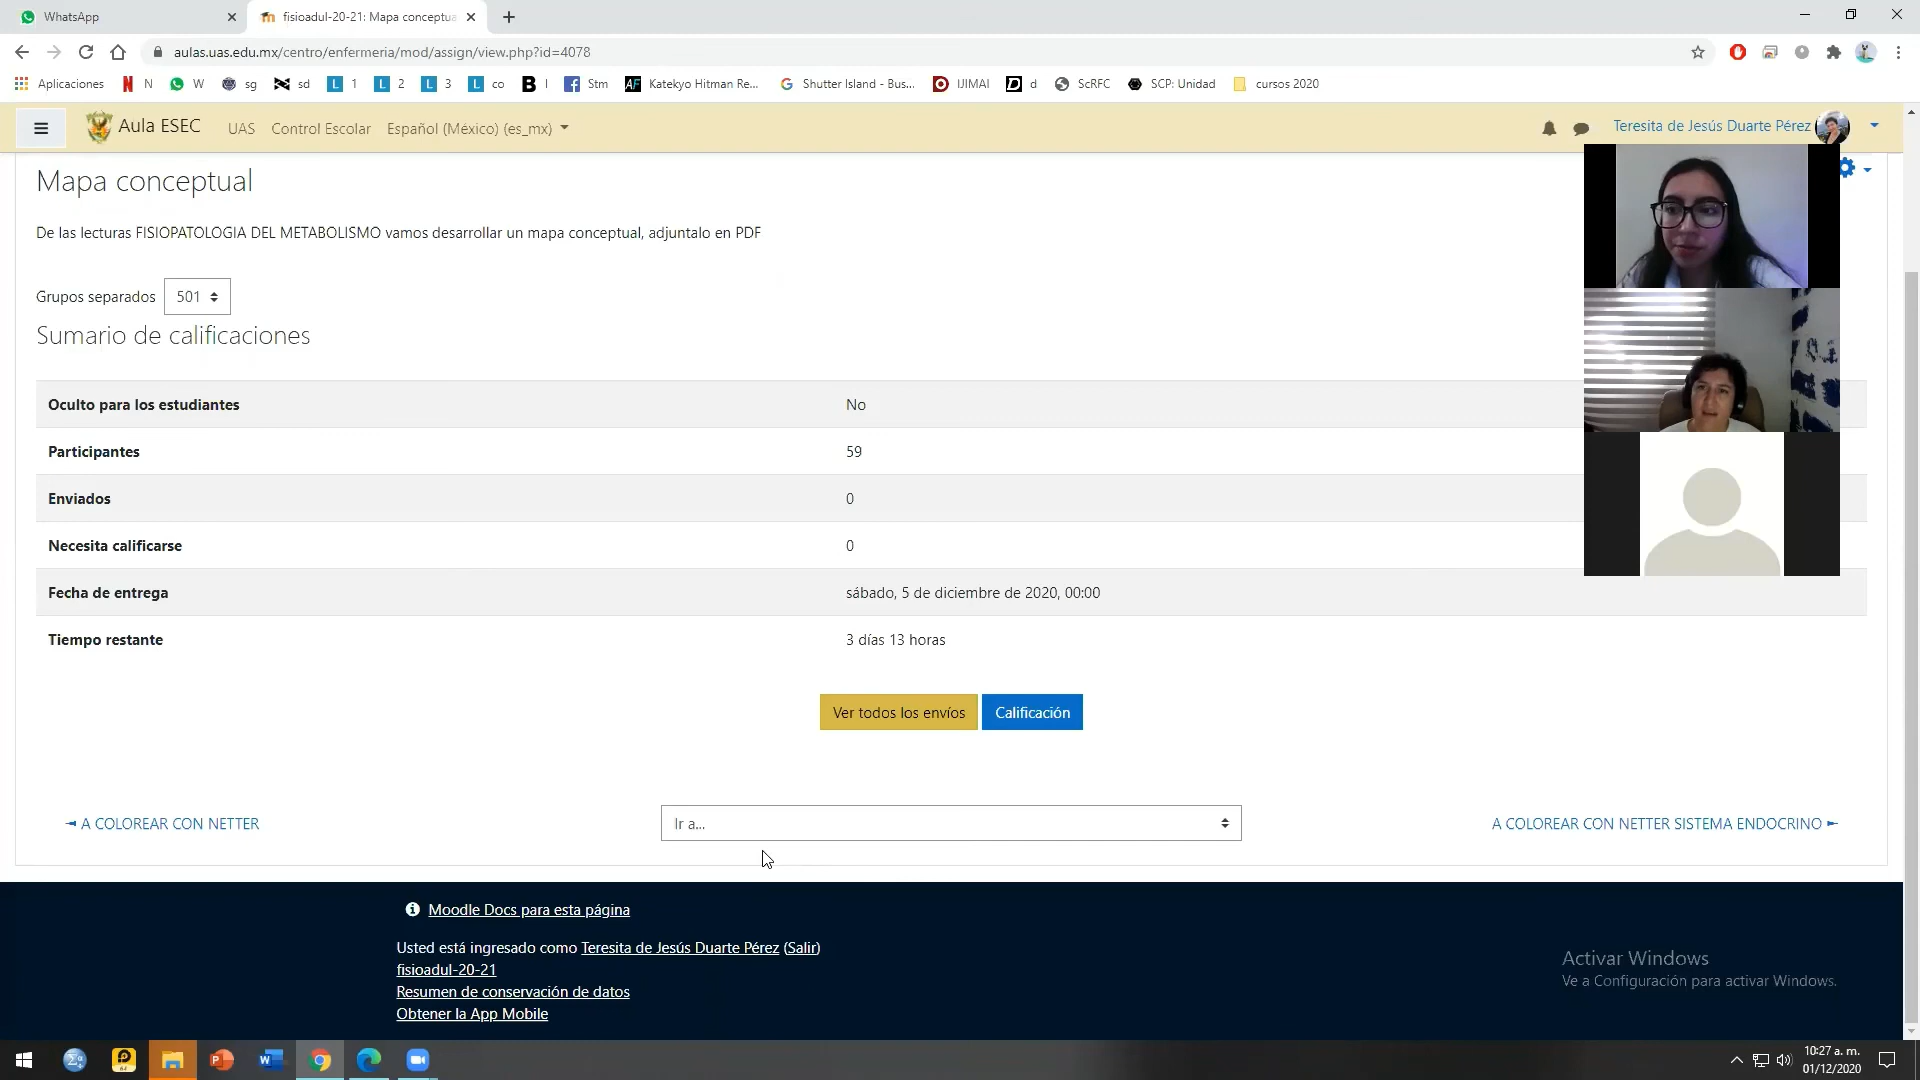 WhatsApp
fisioadul-20-21: Mapa conceptua
aulas.uas.edu.mx/centro/enfermeria/mod/assign/view.php?id=4078
Aplicaciones N W sg sd 1 2 3 co I Stm Katekyo Hitman Re... Shutter Island - Bus... IJIMAI d ScRFC SCP: Unidad cursos 2020
Aula ESEC UAS Control Escolar Español (México) (es_mx) Teresita de Jesús Duarte Pérez
Mapa conceptual
De las lecturas FISIOPATOLOGIA DEL METABOLISMO vamos desarrollar un mapa conceptual, adjuntalo en PDF
Grupos separados 501
Sumario de calificaciones
Oculto para los estudiantes No
Participantes 59
Enviados 0
Necesita calificarse 0
Fecha de entrega sábado, 5 de diciembre de 2020, 00:00
Tiempo restante 3 días 13 horas
Ver todos los envíos Calificación
◄ A COLOREAR CON NETTER Ir a... A COLOREAR CON NETTER SISTEMA ENDOCRINO ►
Moodle Docs para esta página
Usted está ingresado como Teresita de Jesús Duarte Pérez (Salir)
fisioadul-20-21
Resumen de conservación de datos
Obtener la App Mobile
Activar Windows
Ve a Configuración para activar Windows.
10:27 a. m.
01/12/2020